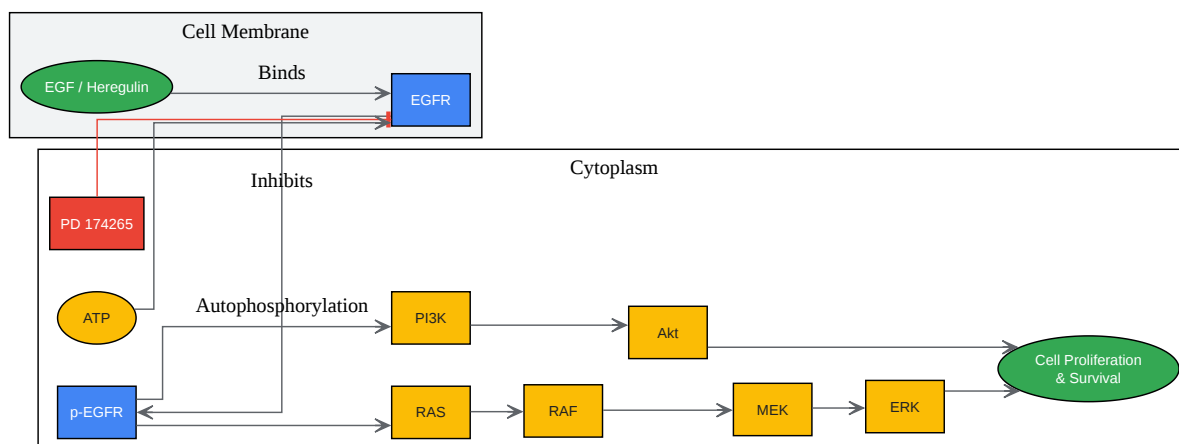 Cell Membrane
EGF / Heregulin
Binds
EGFR
Cytoplasm
Inhibits
PD 174265
ATP
Autophosphorylation
PI3K
Akt
Cell Proliferation
& Survival
p-EGFR
RAS
RAF
MEK
ERK